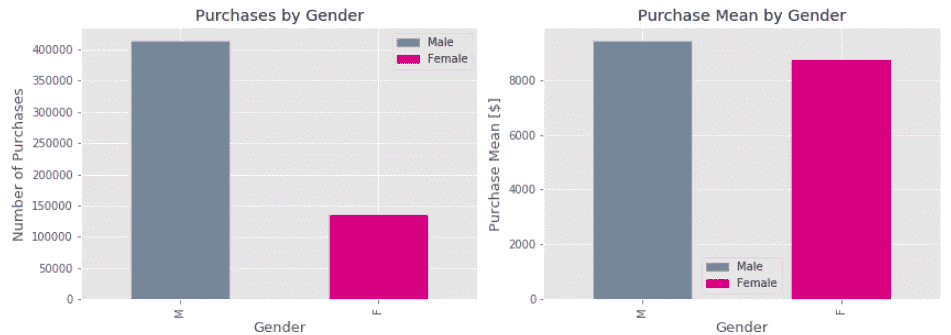 Purchases by Gender
Number of Purchases
400000
350000
300000
250000
200000
150000
100000
50000
0
Male
Female
M
F
Gender
Purchase Mean by Gender
Purchase Mean [$]
8000
6000
4000
2000
0
Male
Female
M
F
Gender